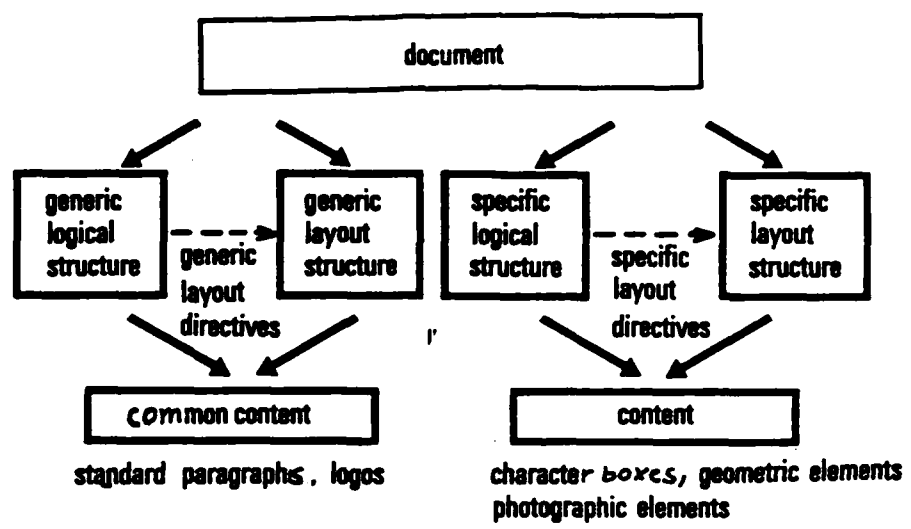 document
generic
logical
structure
generic
layout
directives
generic
layout
structure
specific
logical
structure
specific
layout
directives
specific
layout
structure
common content
content
standard paragraphs, logos
character boxes, geometric elements
photographic elements